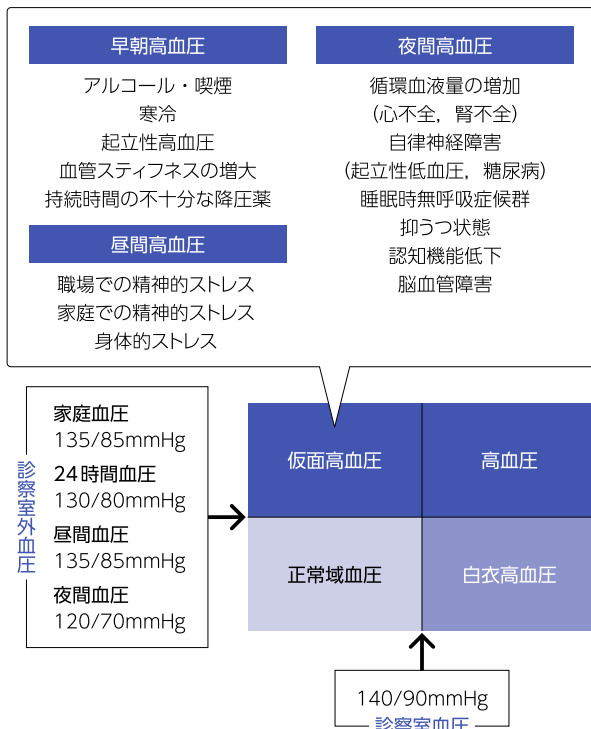 早朝高血圧
アルコール・喫煙
寒冷
起立性高血圧
血管スティフネスの増大
持続時間の不十分な降圧薬
昼間高血圧
職場での精神的ストレス
家庭での精神的ストレス
身体的ストレス
夜間高血圧
循環血液量の増加
(心不全，腎不全)
自律神経障害
(起立性低血圧，糖尿病)
睡眠時無呼吸症候群
抑うつ状態
認知機能低下
脳血管障害
診察室外血圧
家庭血圧
135/85mmHg
24時間血圧
130/80mmHg
昼間血圧
135/85mmHg
夜間血圧
120/70mmHg
仮面高血圧
高血圧
正常域血圧
白衣高血圧
140/90mmHg
診察室血圧